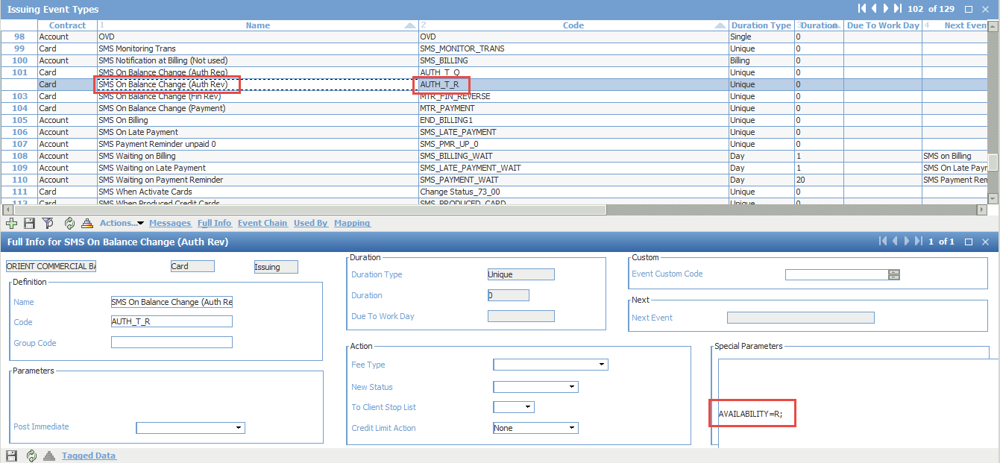 Issuing Event Types 102 of 129
Contract 1 Name 2 Code Duration Type 3 Duration Due To Work Day 4 Next Even
98 Account OVD OVD Single 0
99 Card SMS Monitoring Trans SMS_MONITOR_TRANS Unique 0
100 Account SMS Notification at Billing (Not used) SMS_BILLING Billing 0
101 Card SMS On Balance Change (Auth Req) AUTH_T_Q Unique 0
Card SMS On Balance Change (Auth Rev) AUTH_T_R Unique 0
103 Card SMS On Balance Change (Fin Rev) MTR_FIN_REVERSE Unique 0
104 Card SMS On Balance Change (Payment) MTR_PAYMENT Unique 0
105 Account SMS On Billing END_BILLING1 Unique 0
106 Account SMS On Late Payment SMS_LATE_PAYMENT Unique 0
107 Account SMS Payment Reminder unpaid 0 SMS_PMR_UP_0 Unique 0
108 Account SMS Waiting on Billing SMS_BILLING_WAIT Day 1 SMS on Billing
109 Account SMS Waiting on Late Payment SMS_LATE_PAYMENT_WAIT Day 1 SMS On Late Payr
110 Account SMS Waiting on Payment Reminder SMS_PAYMENT_WAIT Day 20 SMS Payment Ren
111 Card SMS When Activate Cards Change Status_73_00 Unique 0
112 Card SMS When Produced Credit Cards SMS_PRODUCED_CARD Unique 0
Actions... Messages Full Info Event Chain Used By Mapping
Full Info for SMS On Balance Change (Auth Rev) 1 of 1
ORIENT COMMERCIAL BA Card Issuing
Definition
Name SMS On Balance Change (Auth Re
Code AUTH_T_R
Group Code
Parameters
Post Immediate
Duration
Duration Type Unique
Duration 0
Due To Work Day
Action
Fee Type
New Status
To Client Stop List
Credit Limit Action None
Custom
Event Custom Code
Next
Next Event
Special Parameters
AVAILABILITY=R;
Tagged Data